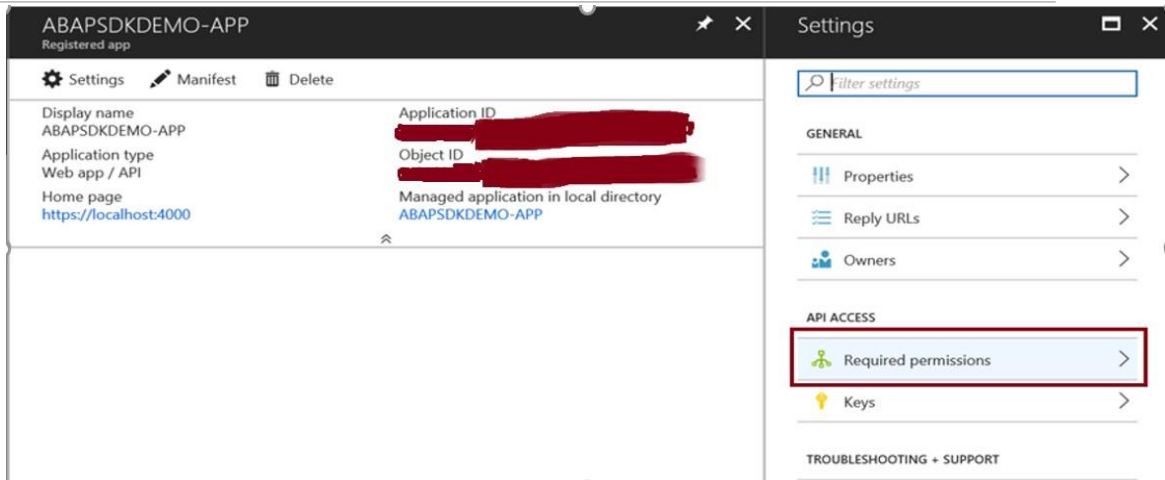 ABAPSDKDEMO-APP
Registered app
Settings Manifest Delete
Display name
ABAPSDKDEMO-APP
Application type
Web app / API
Home page
https://localhost:4000
Application ID
Object ID
Managed application in local directory
ABAPSDKDEMO-APP
Settings
Filter settings
GENERAL
Properties
Reply URLs
Owners
API ACCESS
Required permissions
Keys
TROUBLESHOOTING + SUPPORT